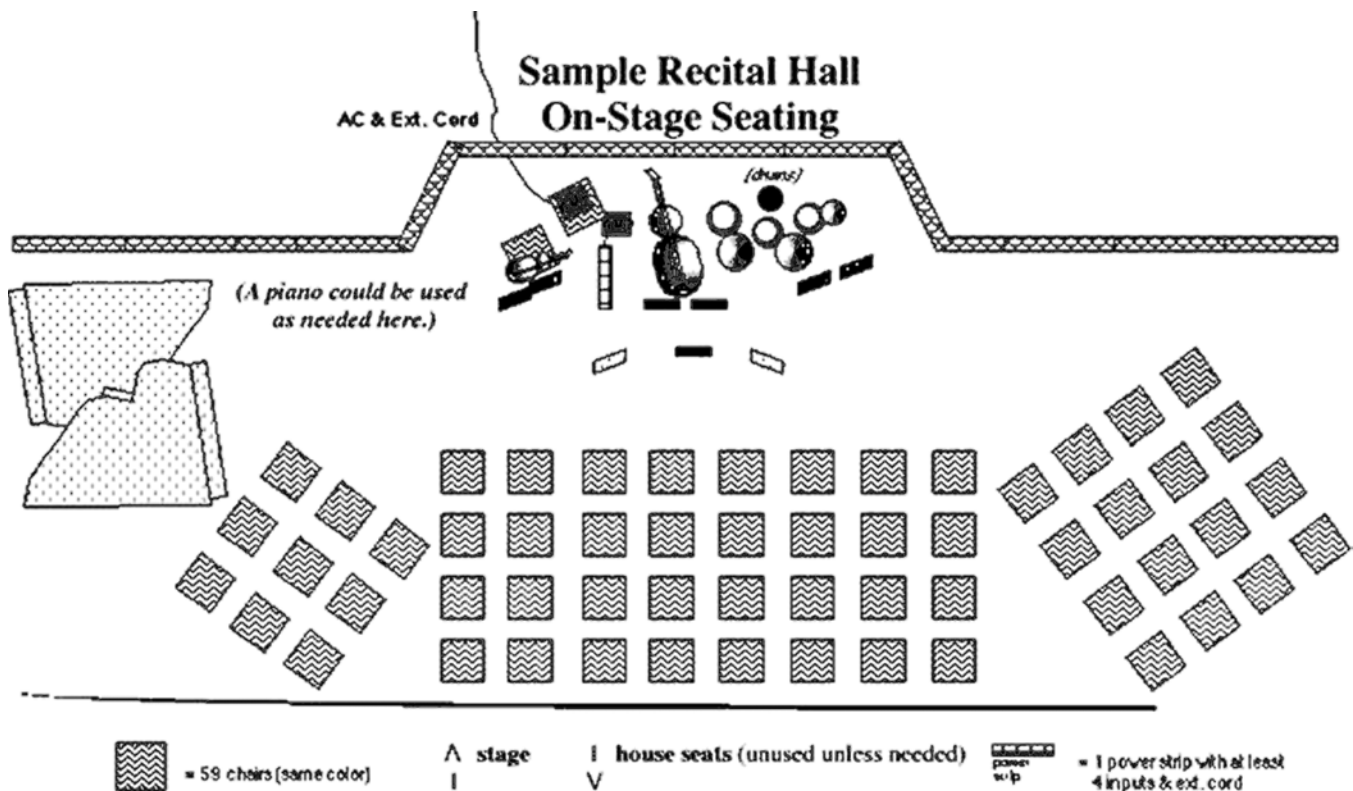 Sample Recital Hall
On-Stage Seating
AC & Ext. Cord
(drums)
(A piano could be used
as needed here.)
= 59 chairs (same color)
stage
house seats (unused unless needed)
power
strip
= 1 power strip with at least
4 inputs & ext. cord